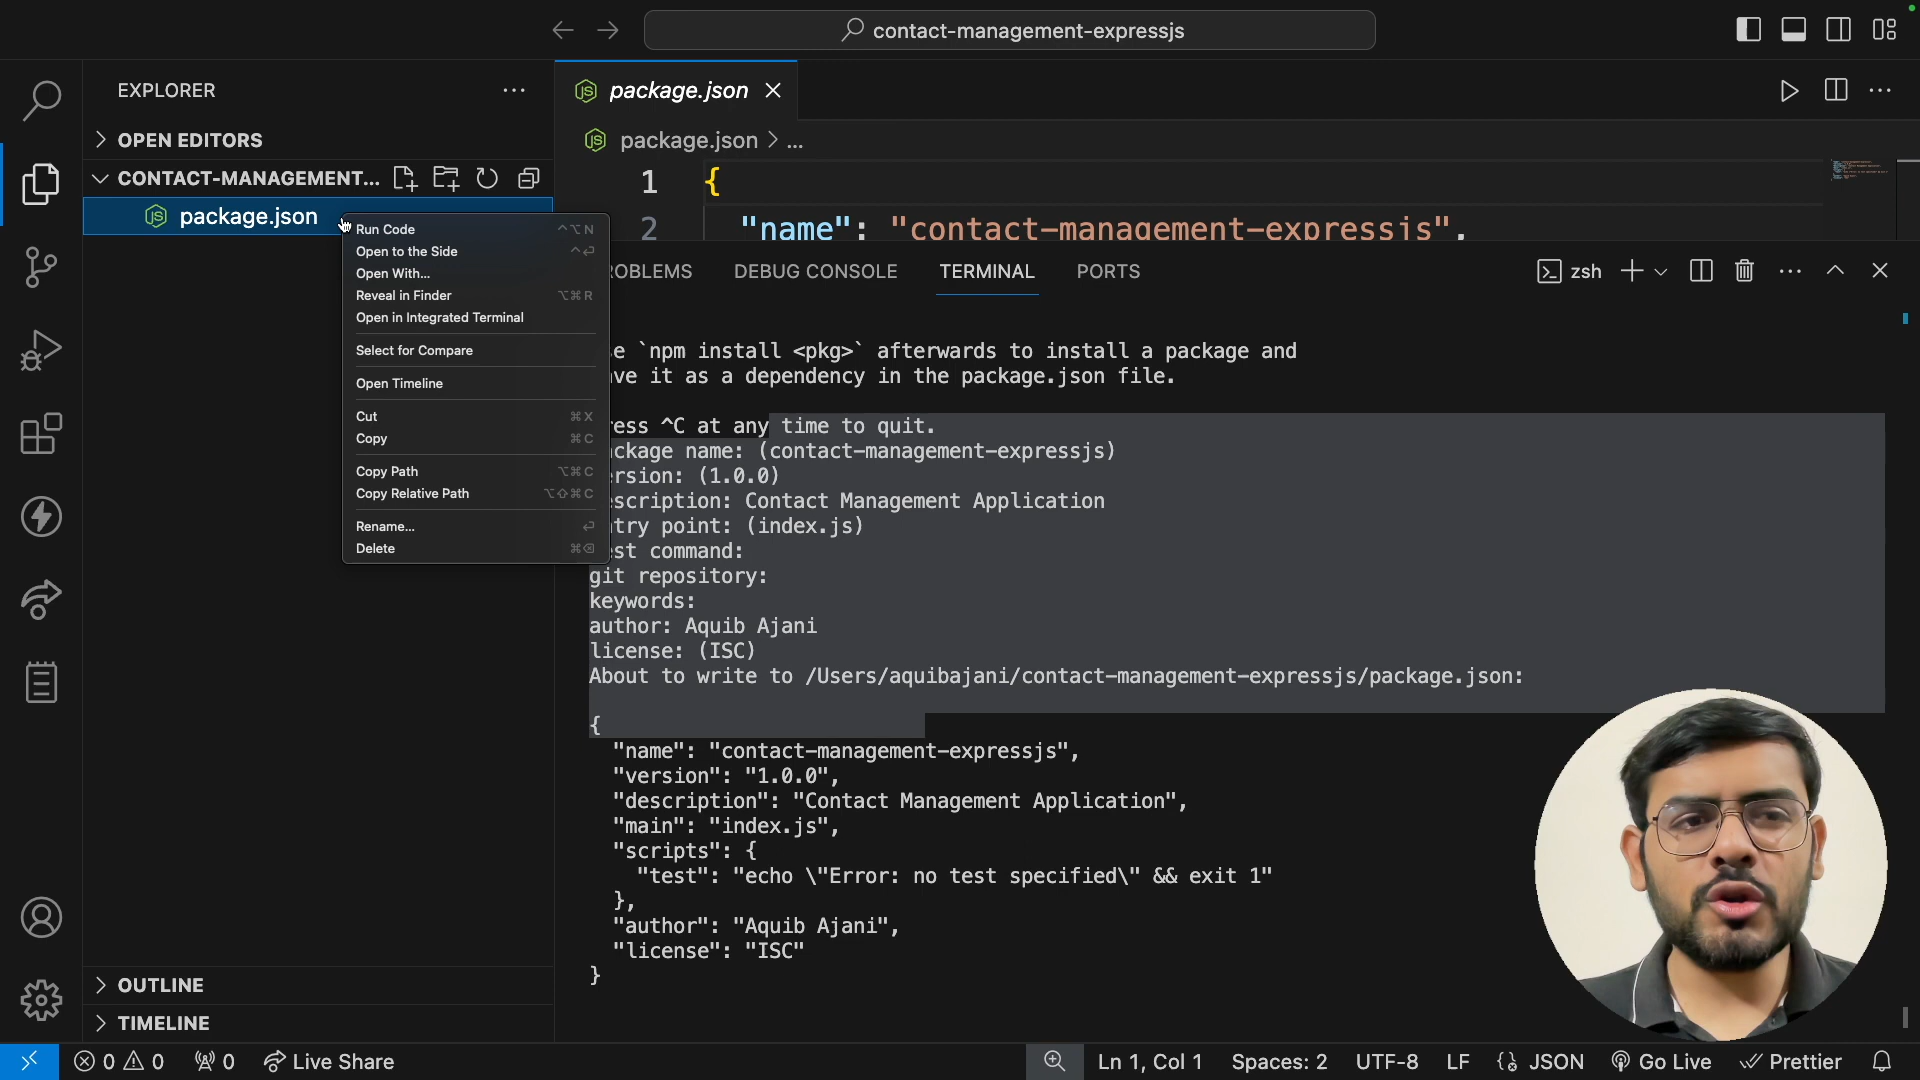 contact-management-expressjs
EXPLORER
OPEN EDITORS
CONTACT-MANAGEMENT...
package.json
package.json
package.json > ...
1 {
2 "name": "contact-management-expressjs",
Run Code ^⌥N
Open to the Side ^⏎
Open With...
Reveal in Finder ⌥⌘R
Open in Integrated Terminal
Select for Compare
Open Timeline
Cut ⌘X
Copy ⌘C
Copy Path ⌥⌘C
Copy Relative Path ⌥⇧⌘C
Rename... ⏎
Delete ⌘⌫
OUTLINE
TIMELINE
ROBLEMS DEBUG CONSOLE TERMINAL PORTS
zsh
e `npm install <pkg>` afterwards to install a package and
ve it as a dependency in the package.json file.
ess ^C at any time to quit.
ckage name: (contact-management-expressjs)
rsion: (1.0.0)
scription: Contact Management Application
try point: (index.js)
st command:
git repository:
keywords:
author: Aquib Ajani
license: (ISC)
About to write to /Users/aquibajani/contact-management-expressjs/package.json:
{
"name": "contact-management-expressjs",
"version": "1.0.0",
"description": "Contact Management Application",
"main": "index.js",
"scripts": {
"test": "echo \"Error: no test specified\" && exit 1"
},
"author": "Aquib Ajani",
"license": "ISC"
}
0 0 0 Live Share Ln 1, Col 1 Spaces: 2 UTF-8 LF JSON Go Live Prettier